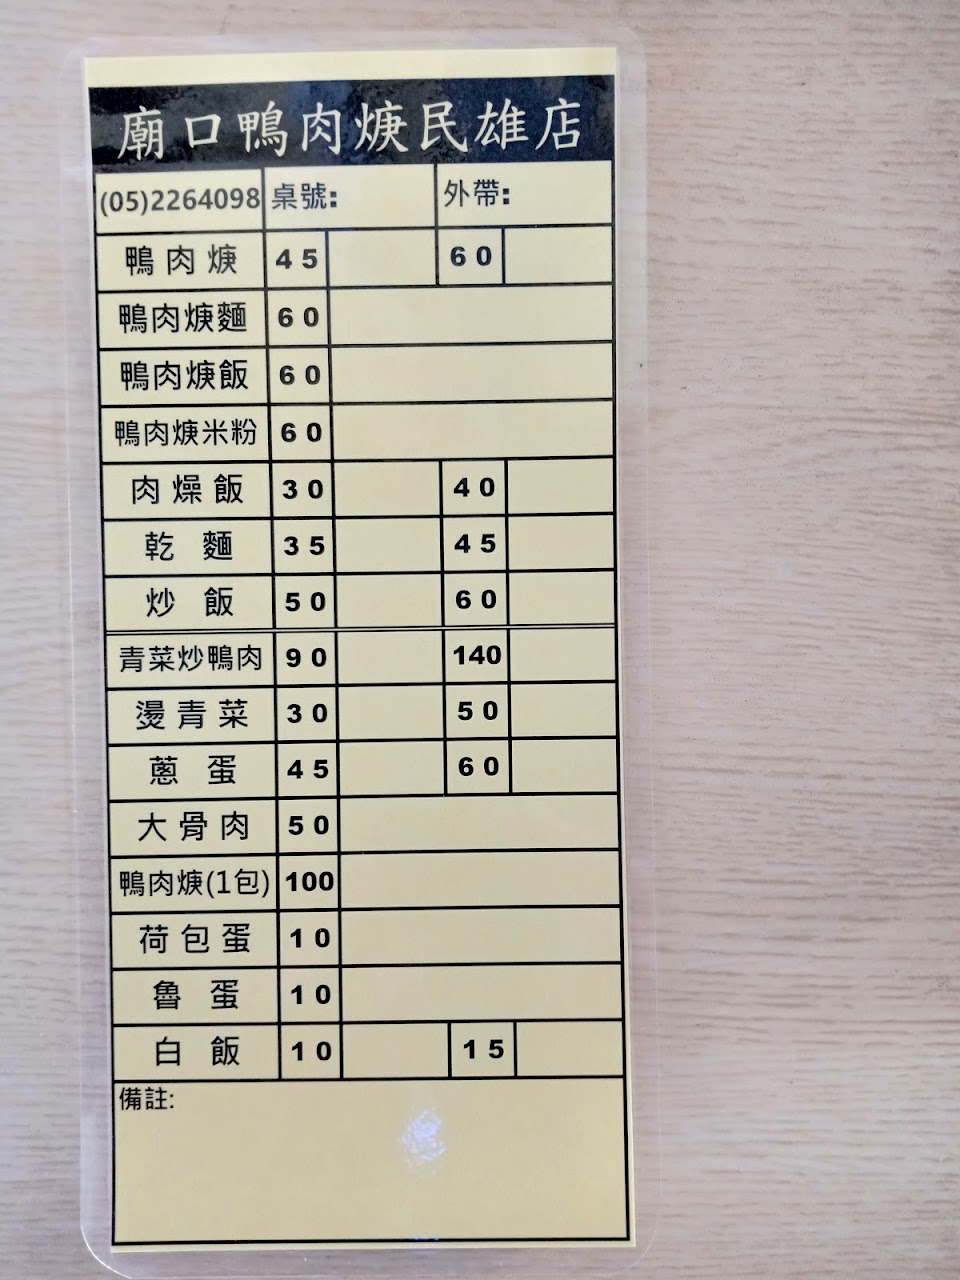 廟口鴨肉焿民雄店
(05)2264098 桌號: 外帶:
鴨肉焿 45 60
鴨肉焿麵 60
鴨肉焿飯 60
鴨肉焿米粉 60
肉燥飯 30 40
乾麵 35 45
炒飯 50 60
青菜炒鴨肉 90 140
燙青菜 30 50
蔥蛋 45 60
大骨肉 50
鴨肉焿(1包) 100
荷包蛋 10
魯蛋 10
白飯 10 15
備註: